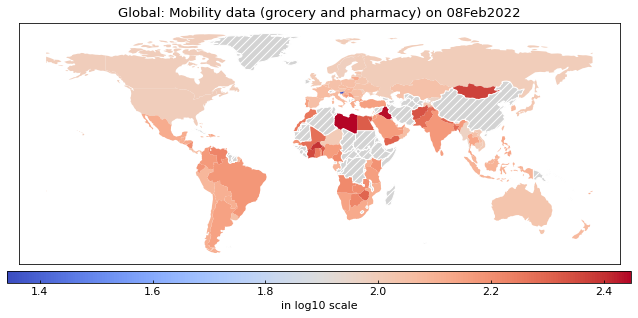 Global: Mobility data (grocery and pharmacy) on 08Feb2022
1.4 1.6 1.8 2.0 2.2 2.4
in log10 scale